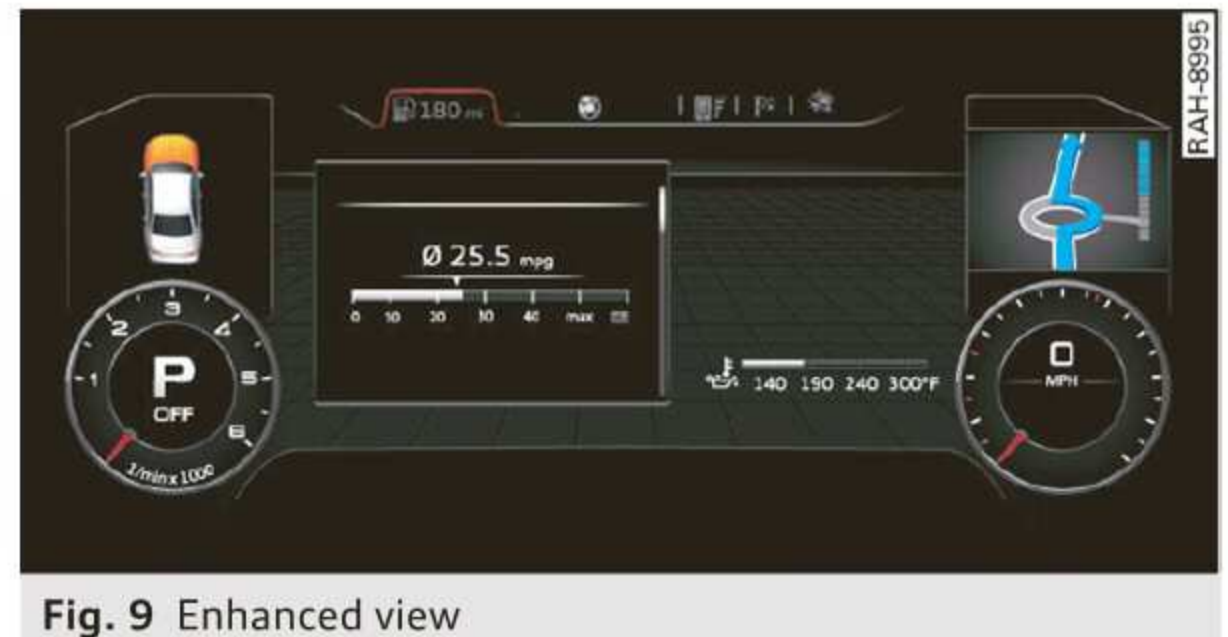 RAH-8995
180 mi
Ø 25.5 mpg
0 10 20 30 40 max
140 190 240 300°F
1 2 3 4 5 6
P
OFF
1/min x 1000
0
MPH
Fig. 9 Enhanced view